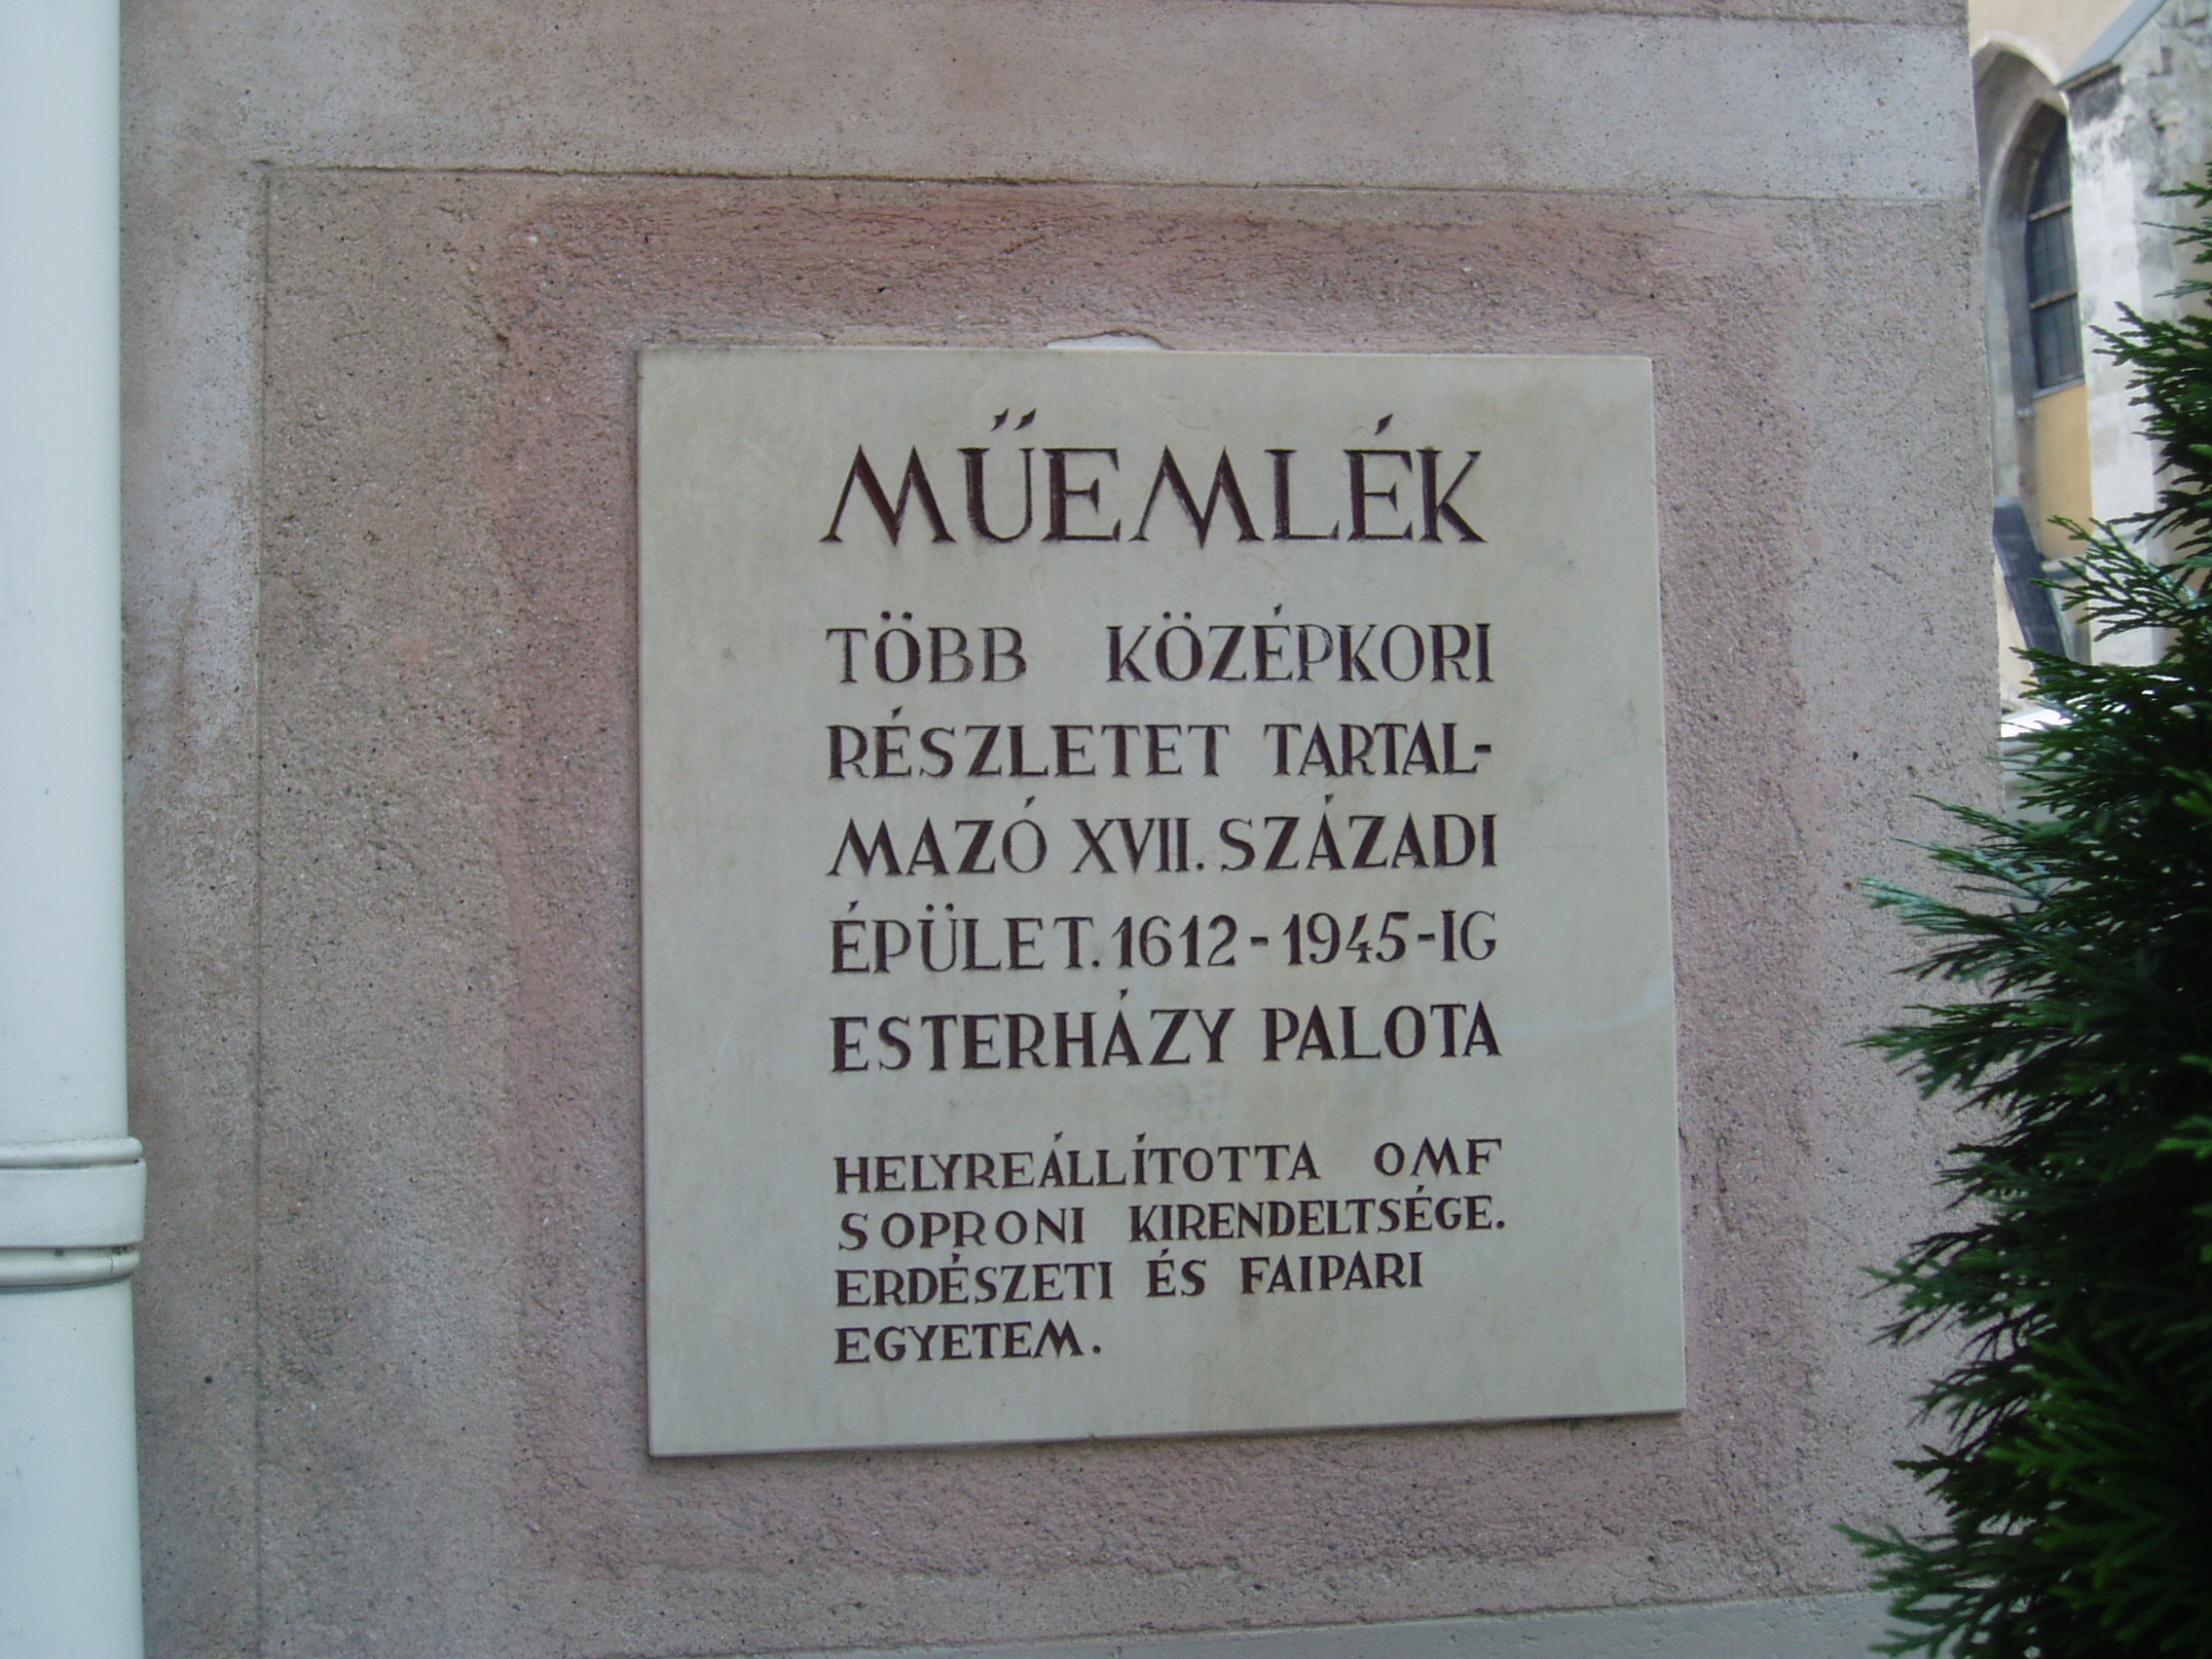 MŰEMLÉK
TÖBB KÖZÉPKORI
RÉSZLETET TARTAL-
MAZÓ XVII. SZÁZADI
ÉPÜLET. 1612-1945-IG
ESTERHÁZY PALOTA
HELYREÁLLÍTOTTA OMF
SOPRONI KIRENDELTSÉGE.
ERDÉSZETI ÉS FAIPARI
EGYETEM.